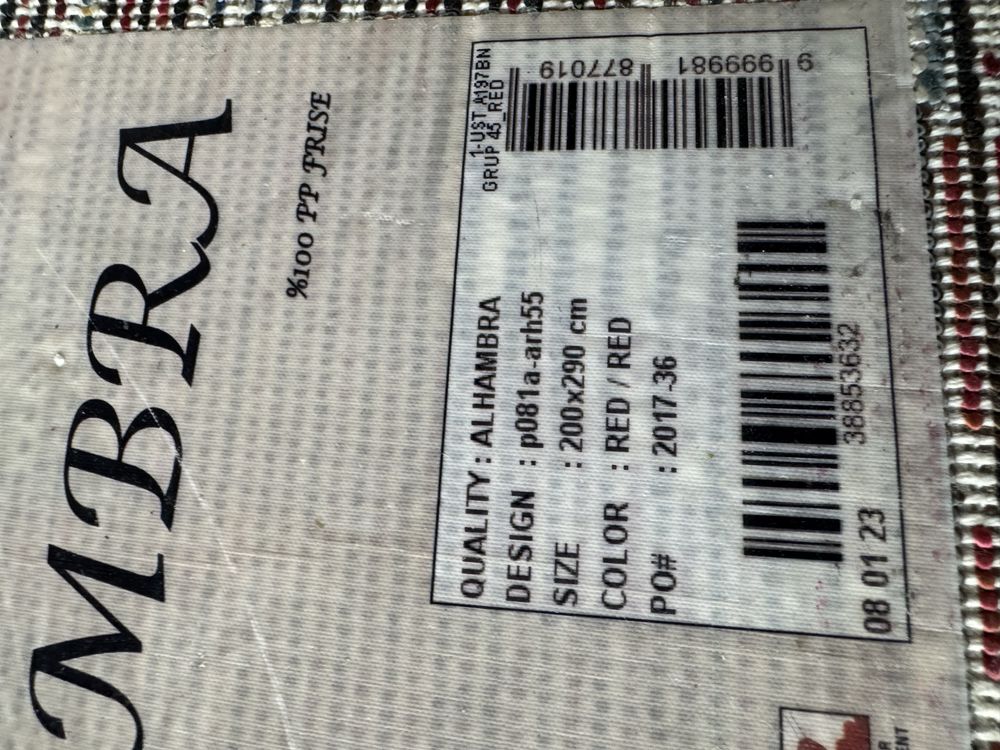 MBRA
%100 PP FRISE
1-UST A197BN
GRUP 45_RED
9 999981 877019
QUALITY : ALHAMBRA
DESIGN : p081a-arh55
SIZE : 200x290 cm
COLOR : RED / RED
PO# : 2017-36
38853632
08 01 23